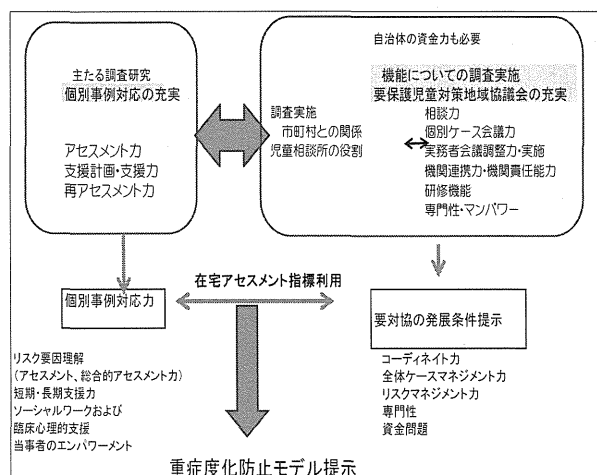 主たる調査研究
個別事例対応の充実
アセスメント力
支援計画・支援力
再アセスメント力
調査実施
市町村との関係
児童相談所の役割
自治体の資金力も必要
機能についての調査実施
要保護児童対策地域協議会の充実
相談力
個別ケース会議力
実務者会議調整力・実施
機関連携力・機関責任能力
研修機能
専門性・マンパワー
在宅アセスメント指標利用
個別事例対応力
リスク要因理解
(アセスメント、総合的アセスメント力)
短期・長期支援力
ソーシャルワークおよび
臨床心理的支援
当事者のエンパワーメント
要対協の発展条件提示
コーディネイト力
全体ケースマネジメント力
リスクマネジメント力
専門性
資金問題
重症度化防止モデル提示